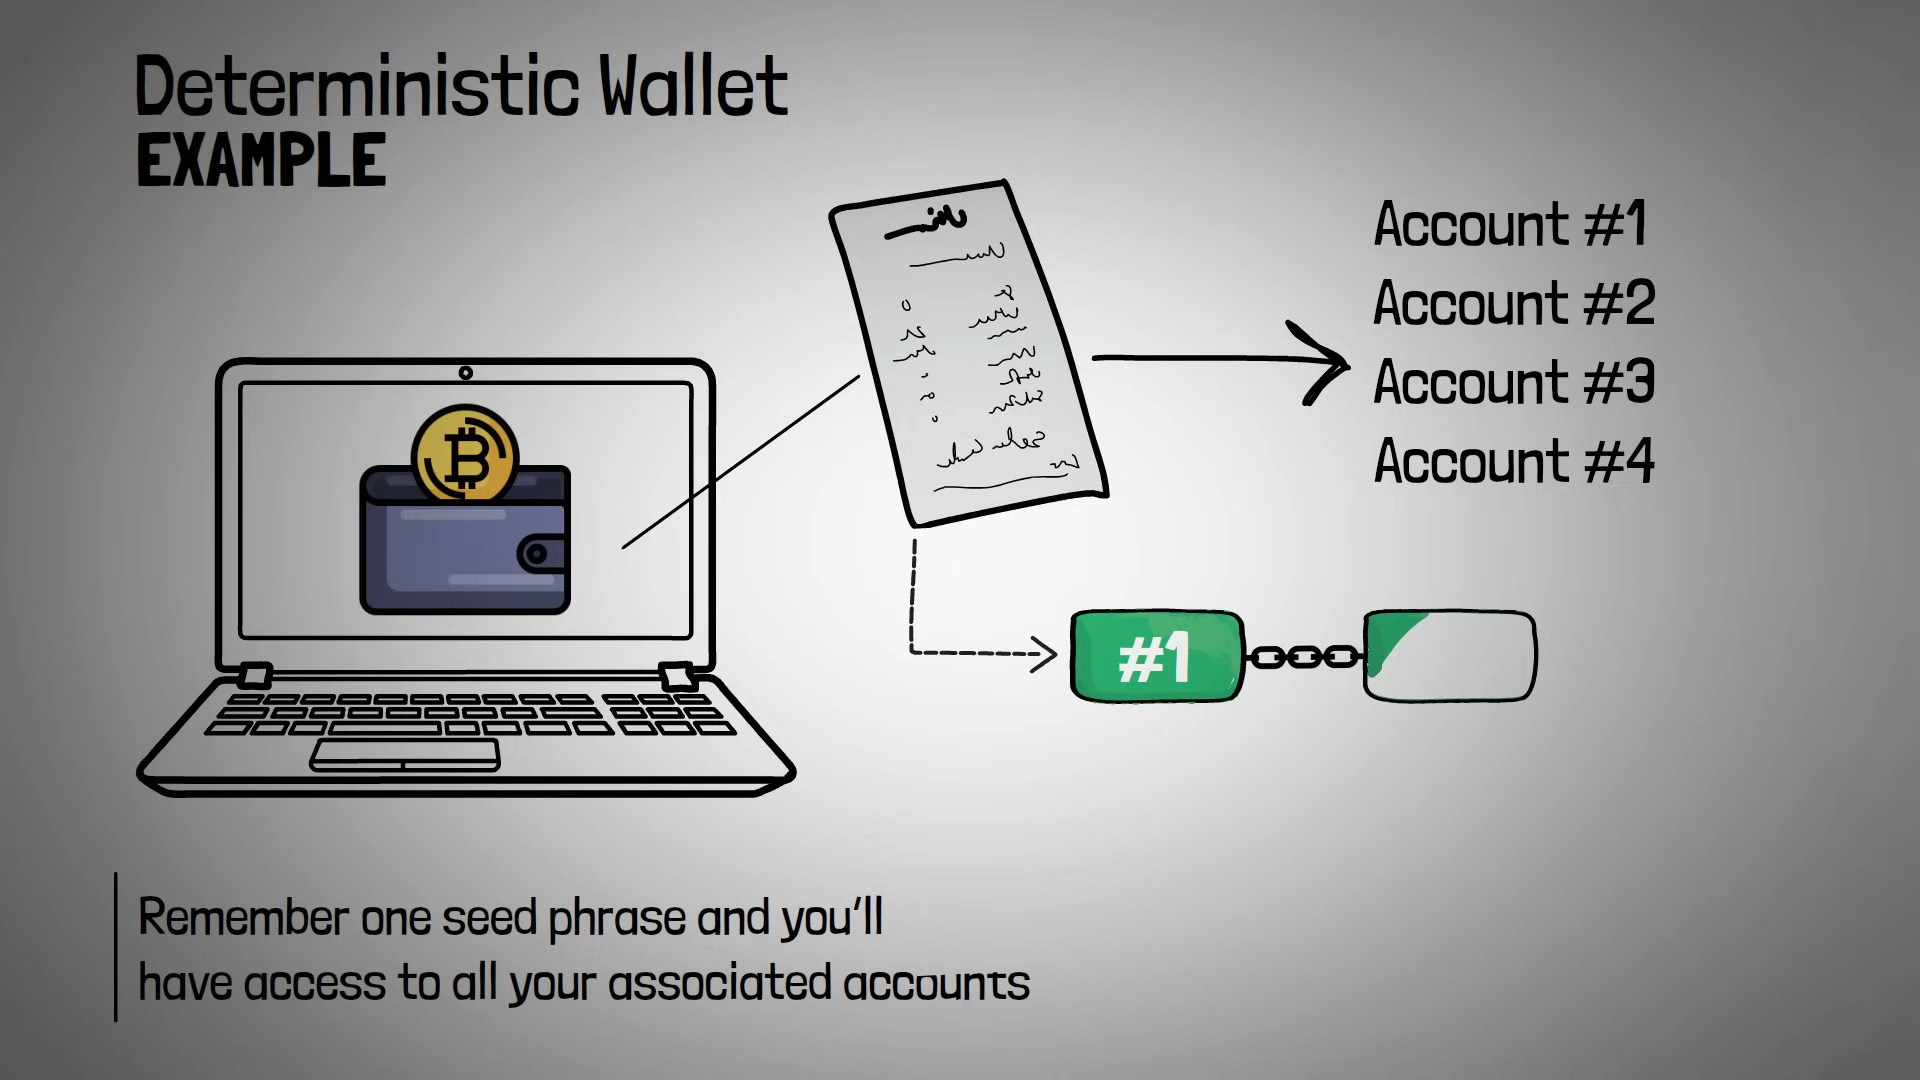 Deterministic Wallet
EXAMPLE
Account #1
Account #2
Account #3
Account #4
#1
Remember one seed phrase and you'll
have access to all your associated accounts